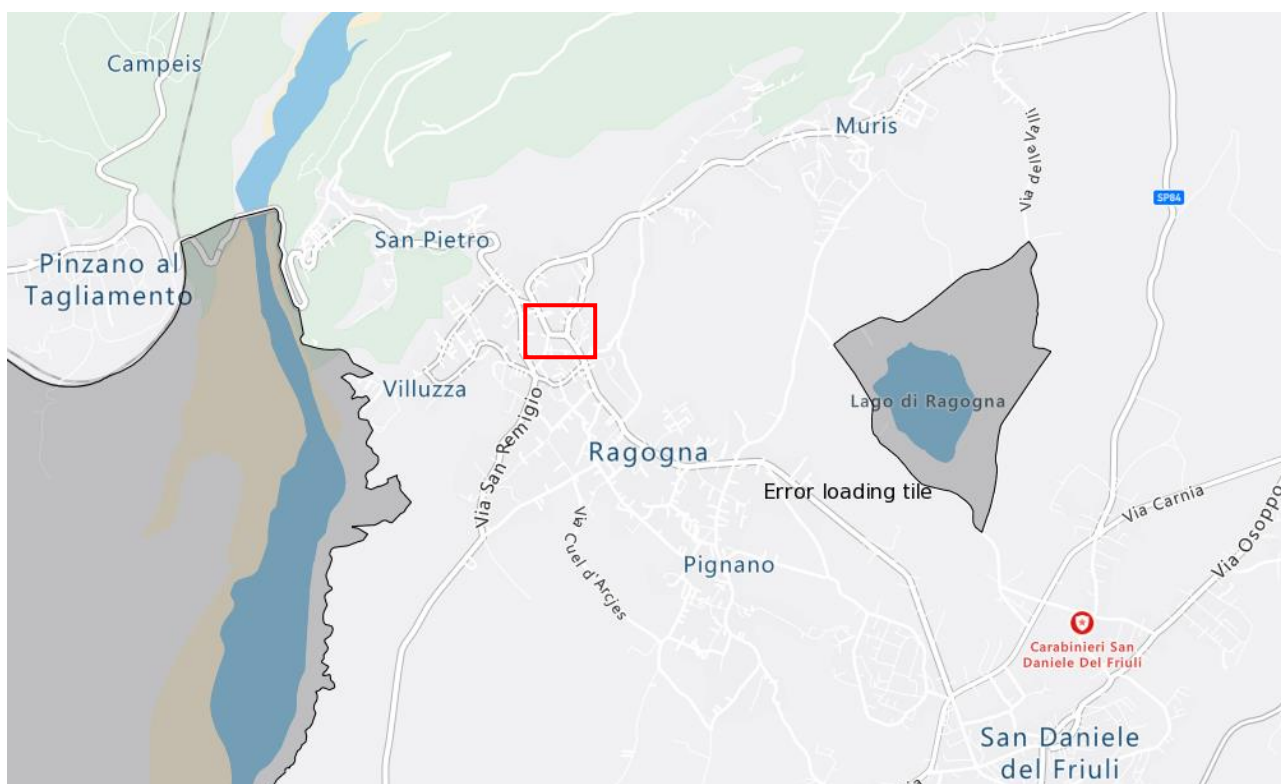 Campeis
Muris
Via delle Valli
SP84
San Pietro
Pinzano al
Tagliamento
Villuzza
Lago di Ragogna
Via San Remigio
Ragogna
Error loading tile
Via Carnia
Via Osoppo
Via Cuel d'Arcjes
Pignano
Carabinieri San
Daniele Del Friuli
San Daniele
del Friuli